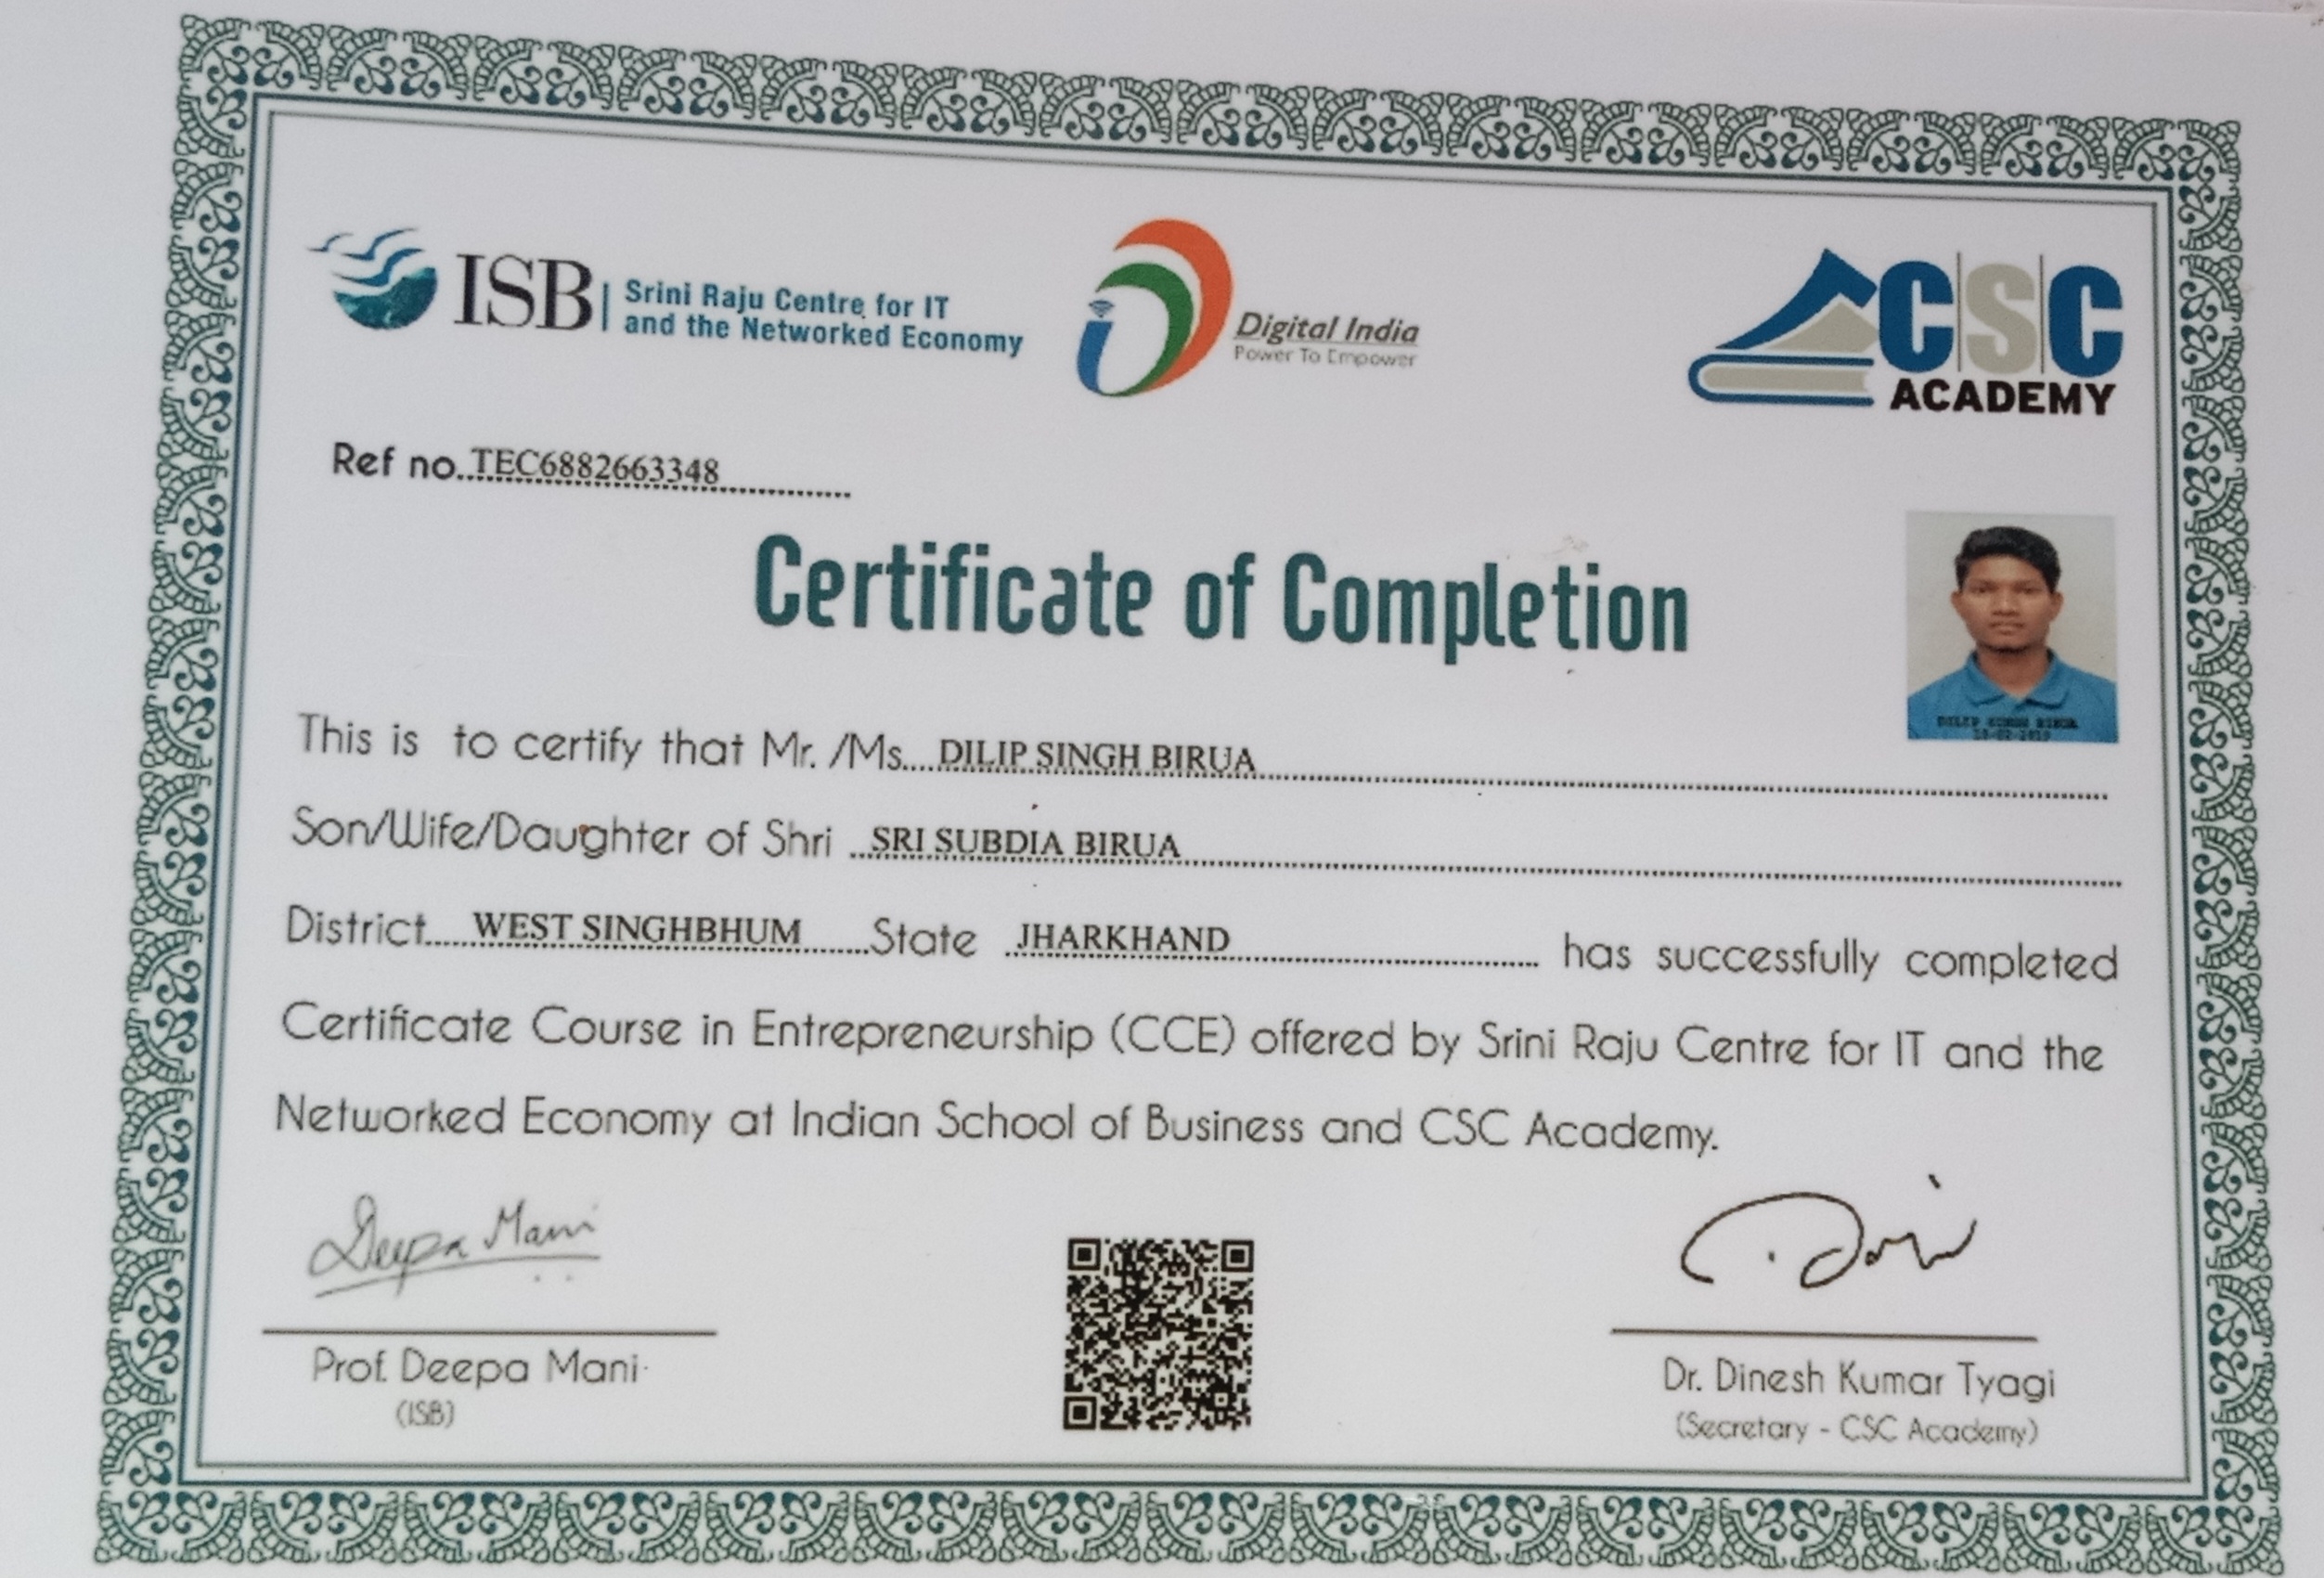 ISB
Srini Raju Centre for IT
and the Networked Economy
Digital India
Power To Empower
CSC
ACADEMY
Ref no. TEC6882663348
Certificate of Completion
DILIP SINGH BIRUA
This is to certify that Mr. /Ms. DILIP SINGH BIRUA
Son/Wife/Daughter of Shri SRI SUBDIA BIRUA
District WEST SINGHBHUM State JHARKHAND has successfully completed
Certificate Course in Entrepreneurship (CCE) offered by Srini Raju Centre for IT and the
Networked Economy at Indian School of Business and CSC Academy.
Deepa Mani
Prof. Deepa Mani
(ISB)
Dr. Dinesh Kumar Tyagi
(Secretary - CSC Academy)